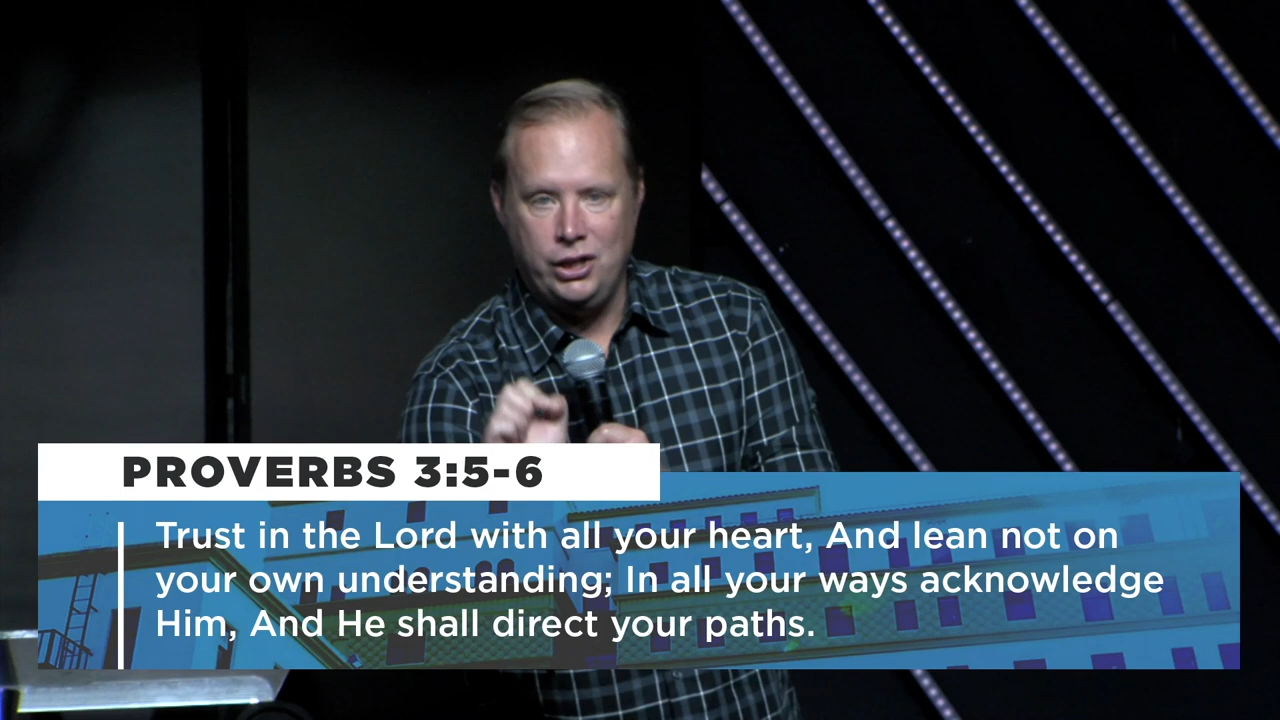 PROVERBS 3:5-6
Trust in the Lord with all your heart, And lean not on
your own understanding; In all your ways acknowledge
Him, And He shall direct your paths.